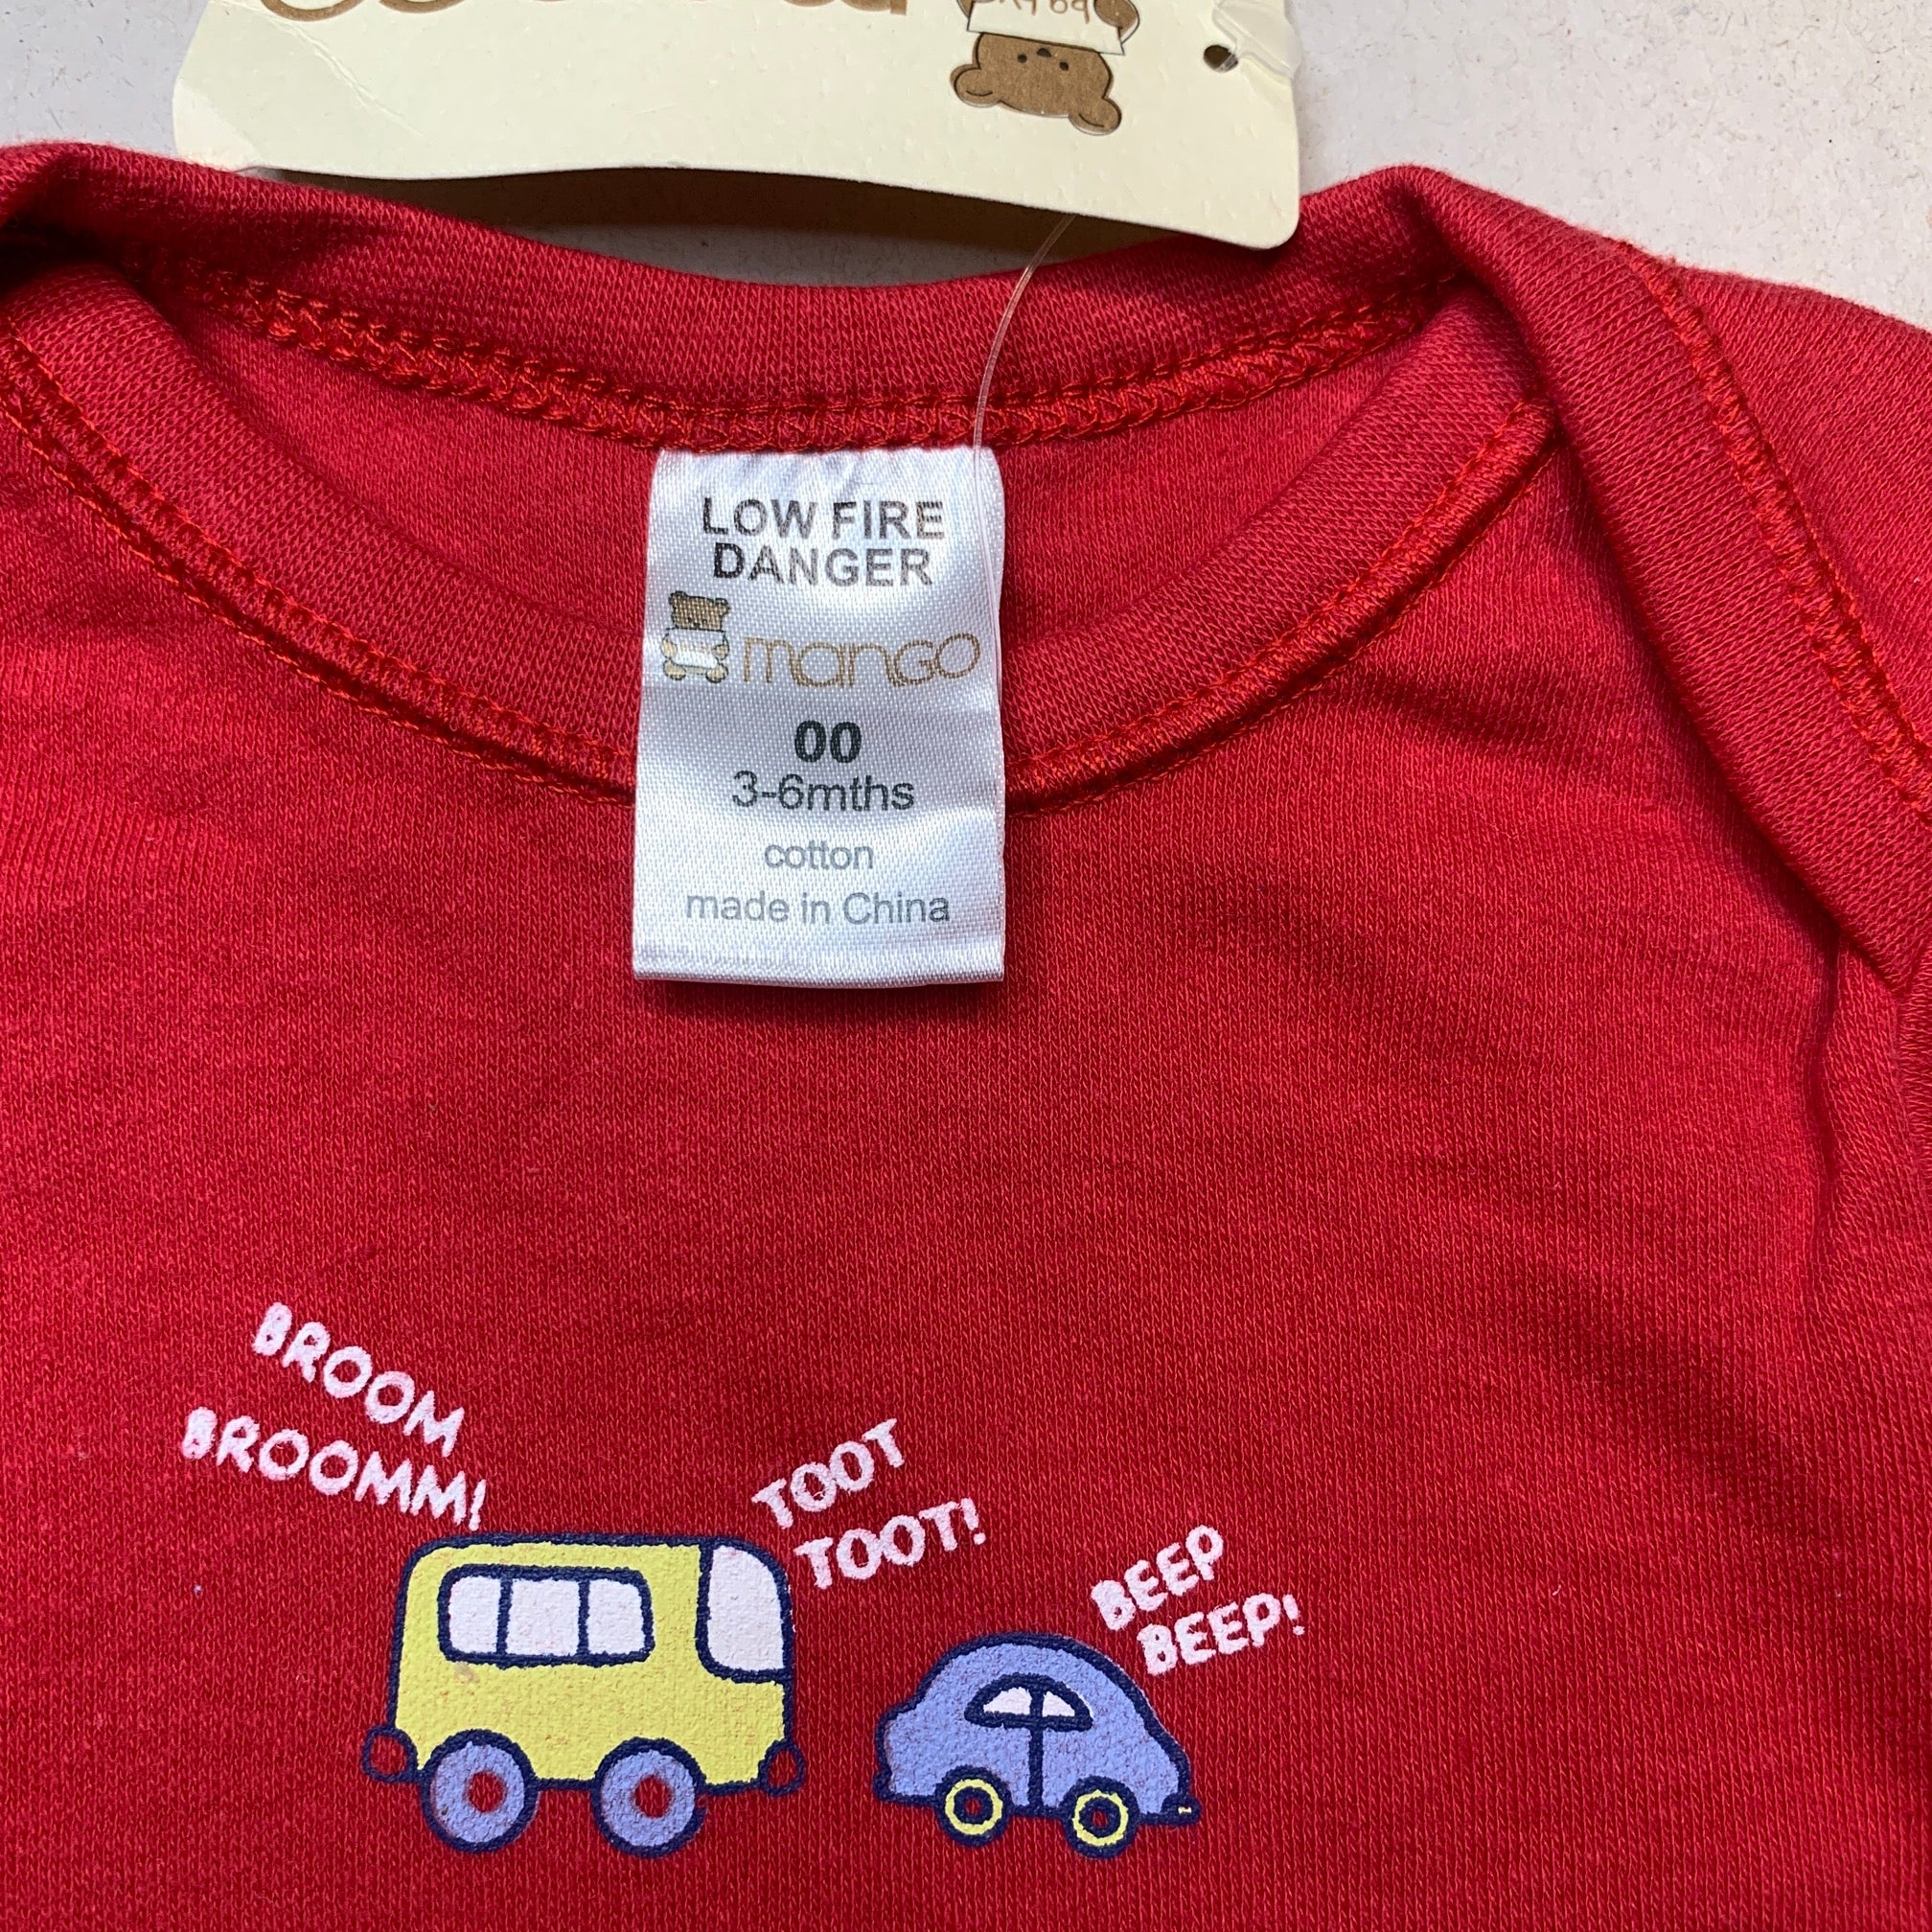 LOW FIRE
DANGER
mango
00
3-6mths
cotton
made in China
BROOM
BROOMM!
TOOT
TOOT!
BEEP
BEEP!